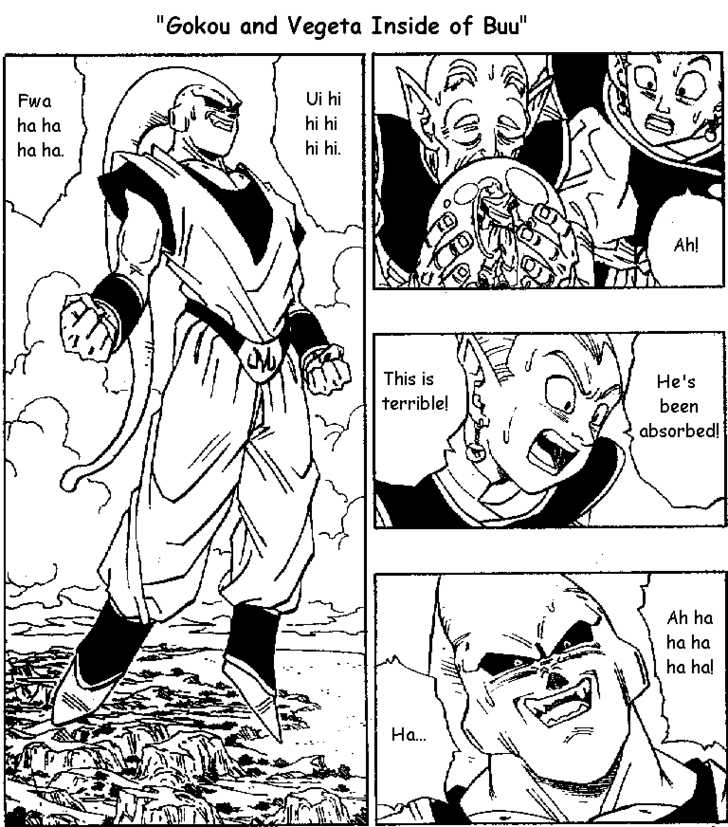 "Gokou and Vegeta Inside of Buu"
Fwa
ha ha
ha ha.
Ui hi
hi hi
hi hi.
Ah!
This is
terrible!
He's
been
absorbed!
Ah ha
ha ha
ha ha!
Ha...
M